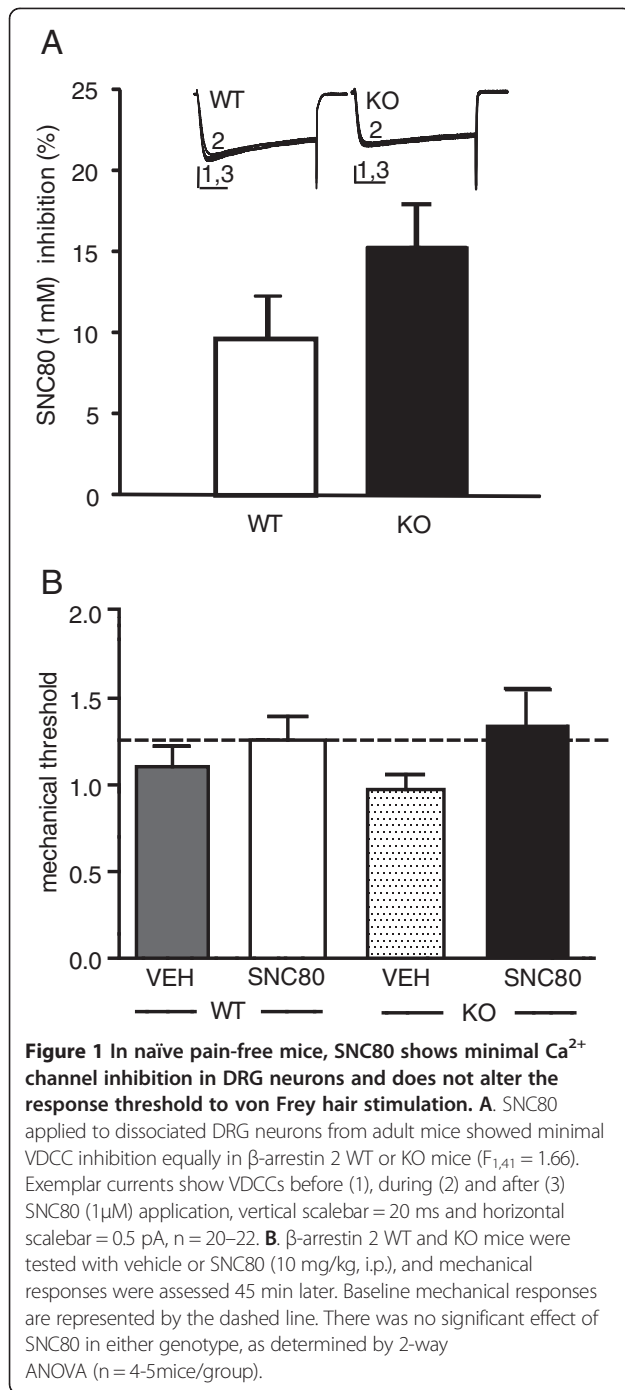 A
25
20
15
10
5
0
SNC80 (1 mM) inhibition (%)
WT
2
1,3
KO
2
1,3
WT
KO
B
2.0
1.5
1.0
0.5
0.0
mechanical threshold
VEH
SNC80
VEH
SNC80
WT
KO
Figure 1 In naïve pain-free mice, SNC80 shows minimal Ca²⁺
channel inhibition in DRG neurons and does not alter the
response threshold to von Frey hair stimulation. A. SNC80
applied to dissociated DRG neurons from adult mice showed minimal
VDCC inhibition equally in β-arrestin 2 WT or KO mice (F₁,₄₁ = 1.66).
Exemplar currents show VDCCs before (1), during (2) and after (3)
SNC80 (1μM) application, vertical scalebar = 20 ms and horizontal
scalebar = 0.5 pA, n = 20–22. B. β-arrestin 2 WT and KO mice were
tested with vehicle or SNC80 (10 mg/kg, i.p.), and mechanical
responses were assessed 45 min later. Baseline mechanical responses
are represented by the dashed line. There was no significant effect of
SNC80 in either genotype, as determined by 2-way
ANOVA (n = 4-5mice/group).